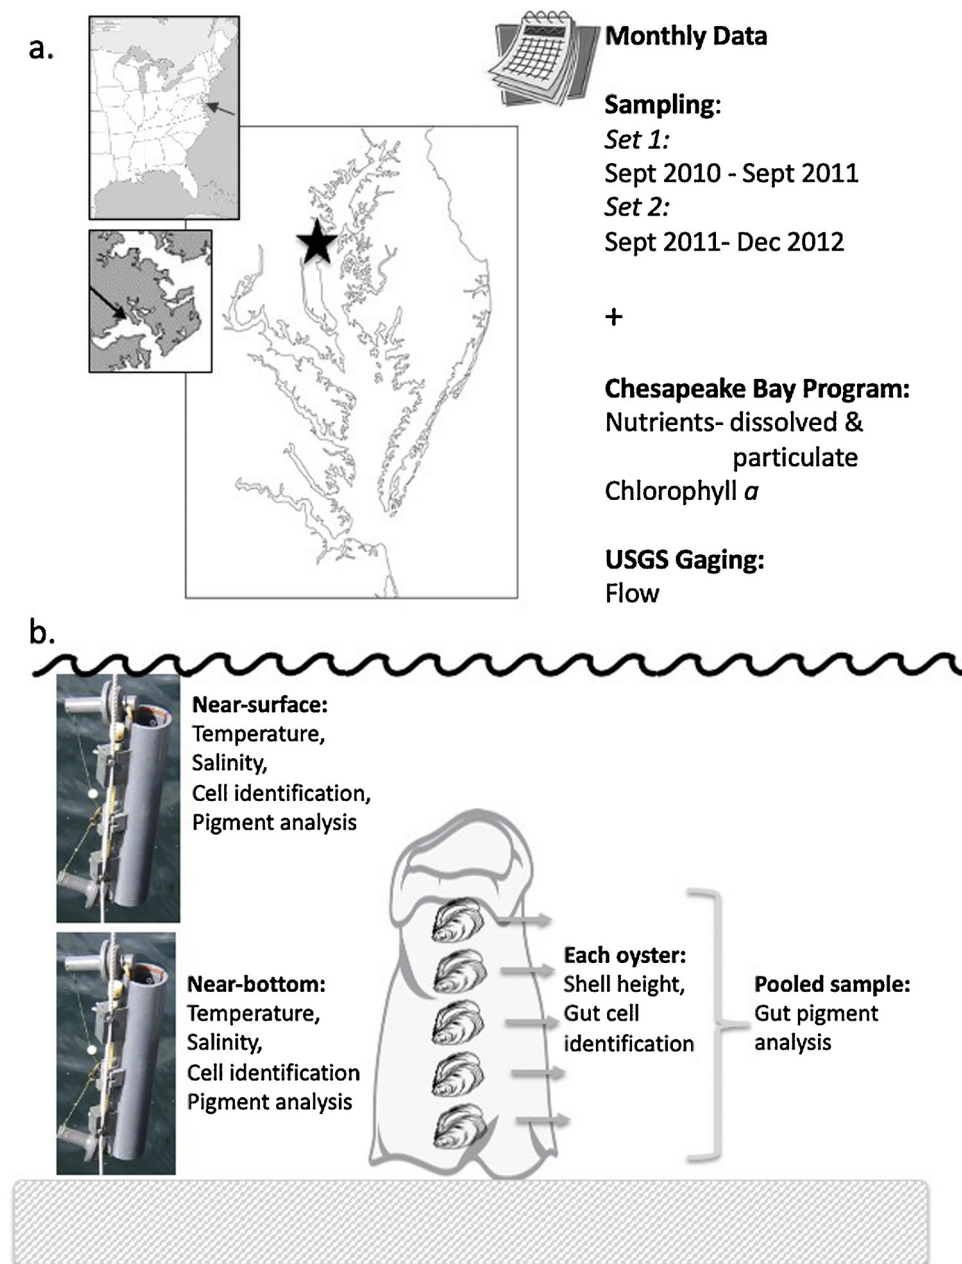 a.
Monthly Data
Sampling:
Set 1:
Sept 2010 - Sept 2011
Set 2:
Sept 2011- Dec 2012
+
Chesapeake Bay Program:
Nutrients- dissolved &
particulate
Chlorophyll a
USGS Gaging:
Flow
b.
Near-surface:
Temperature,
Salinity,
Cell identification,
Pigment analysis
Near-bottom:
Temperature,
Salinity,
Cell identification
Pigment analysis
Each oyster:
Shell height,
Gut cell
identification
Pooled sample:
Gut pigment
analysis